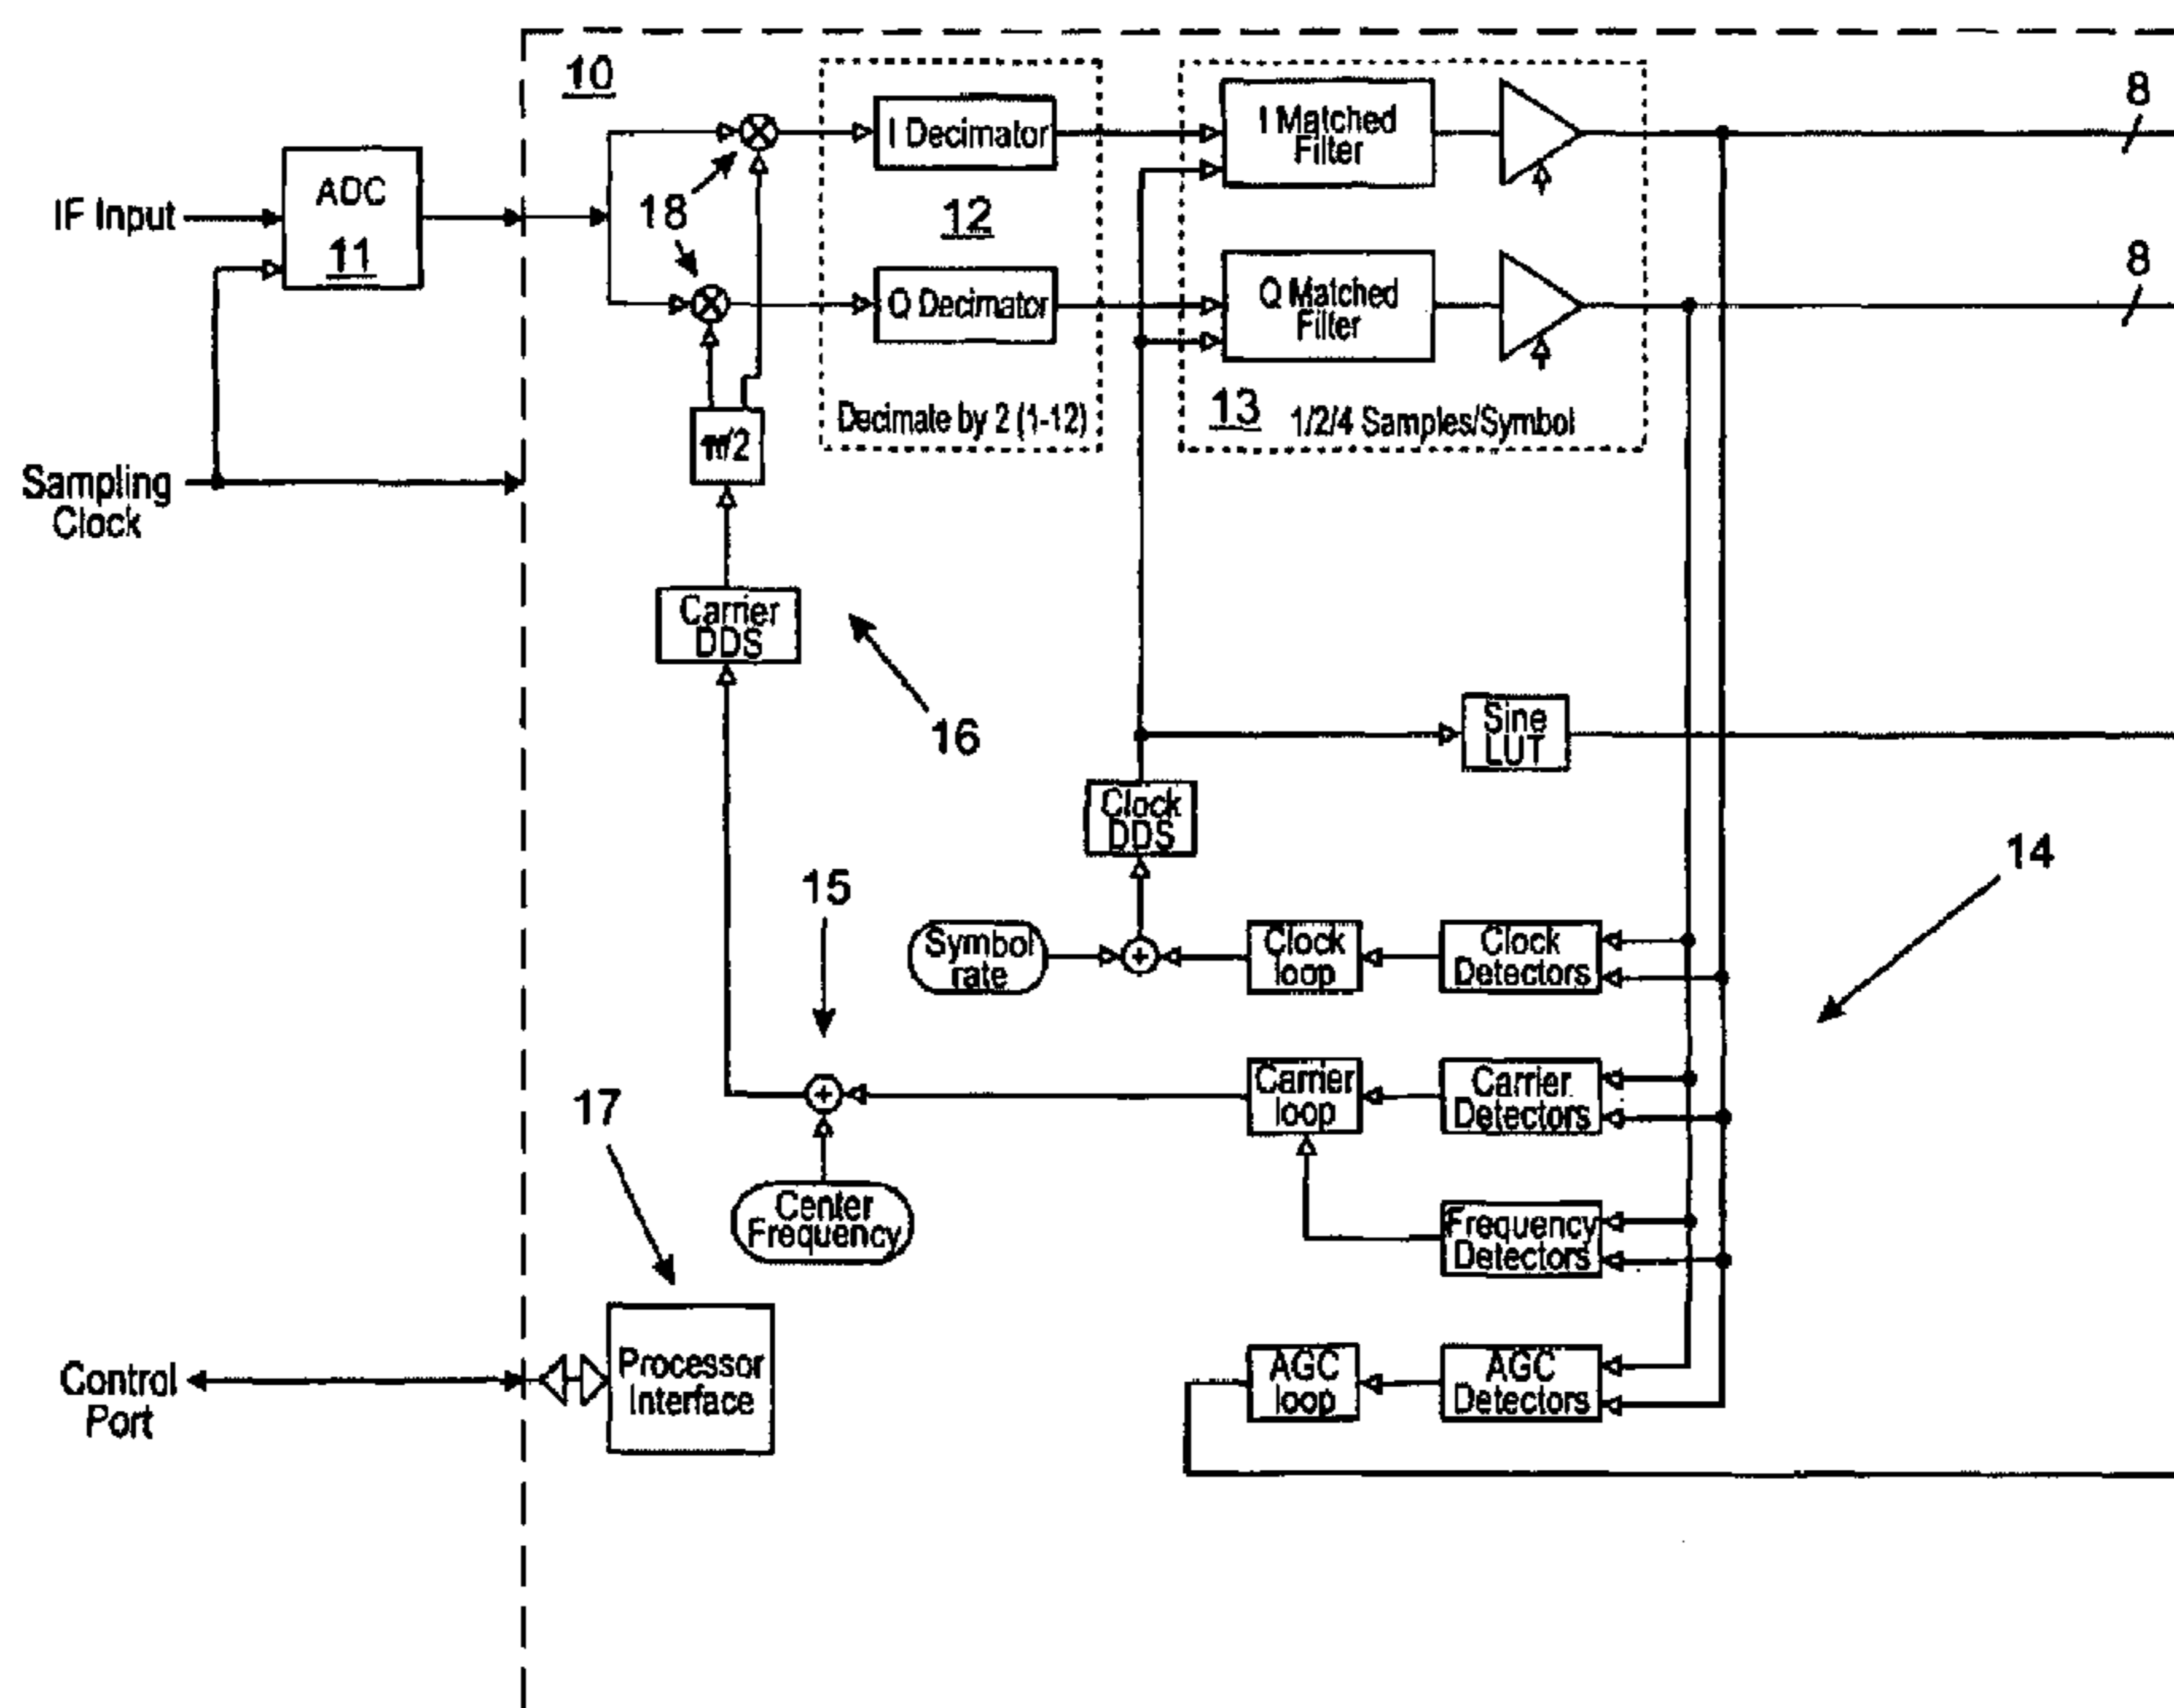 10
8
I Decimator
I Matched
Filter
ADC
11
IF Input
18
12
8
Q Decimator
Q Matched
Filter
Decimate by 2 (1-12)
13
1/2/4 Samples/Symbol
π/2
Sampling
Clock
Carrier
DDS
16
Sine
LUT
Clock
DDS
14
15
Symbol
rate
+
Clock
loop
Clock
Detectors
17
+
Carrier
loop
Carrier
Detectors
Center
Frequency
Frequency
Detectors
Control
Port
Processor
Interface
AGC
loop
AGC
Detectors